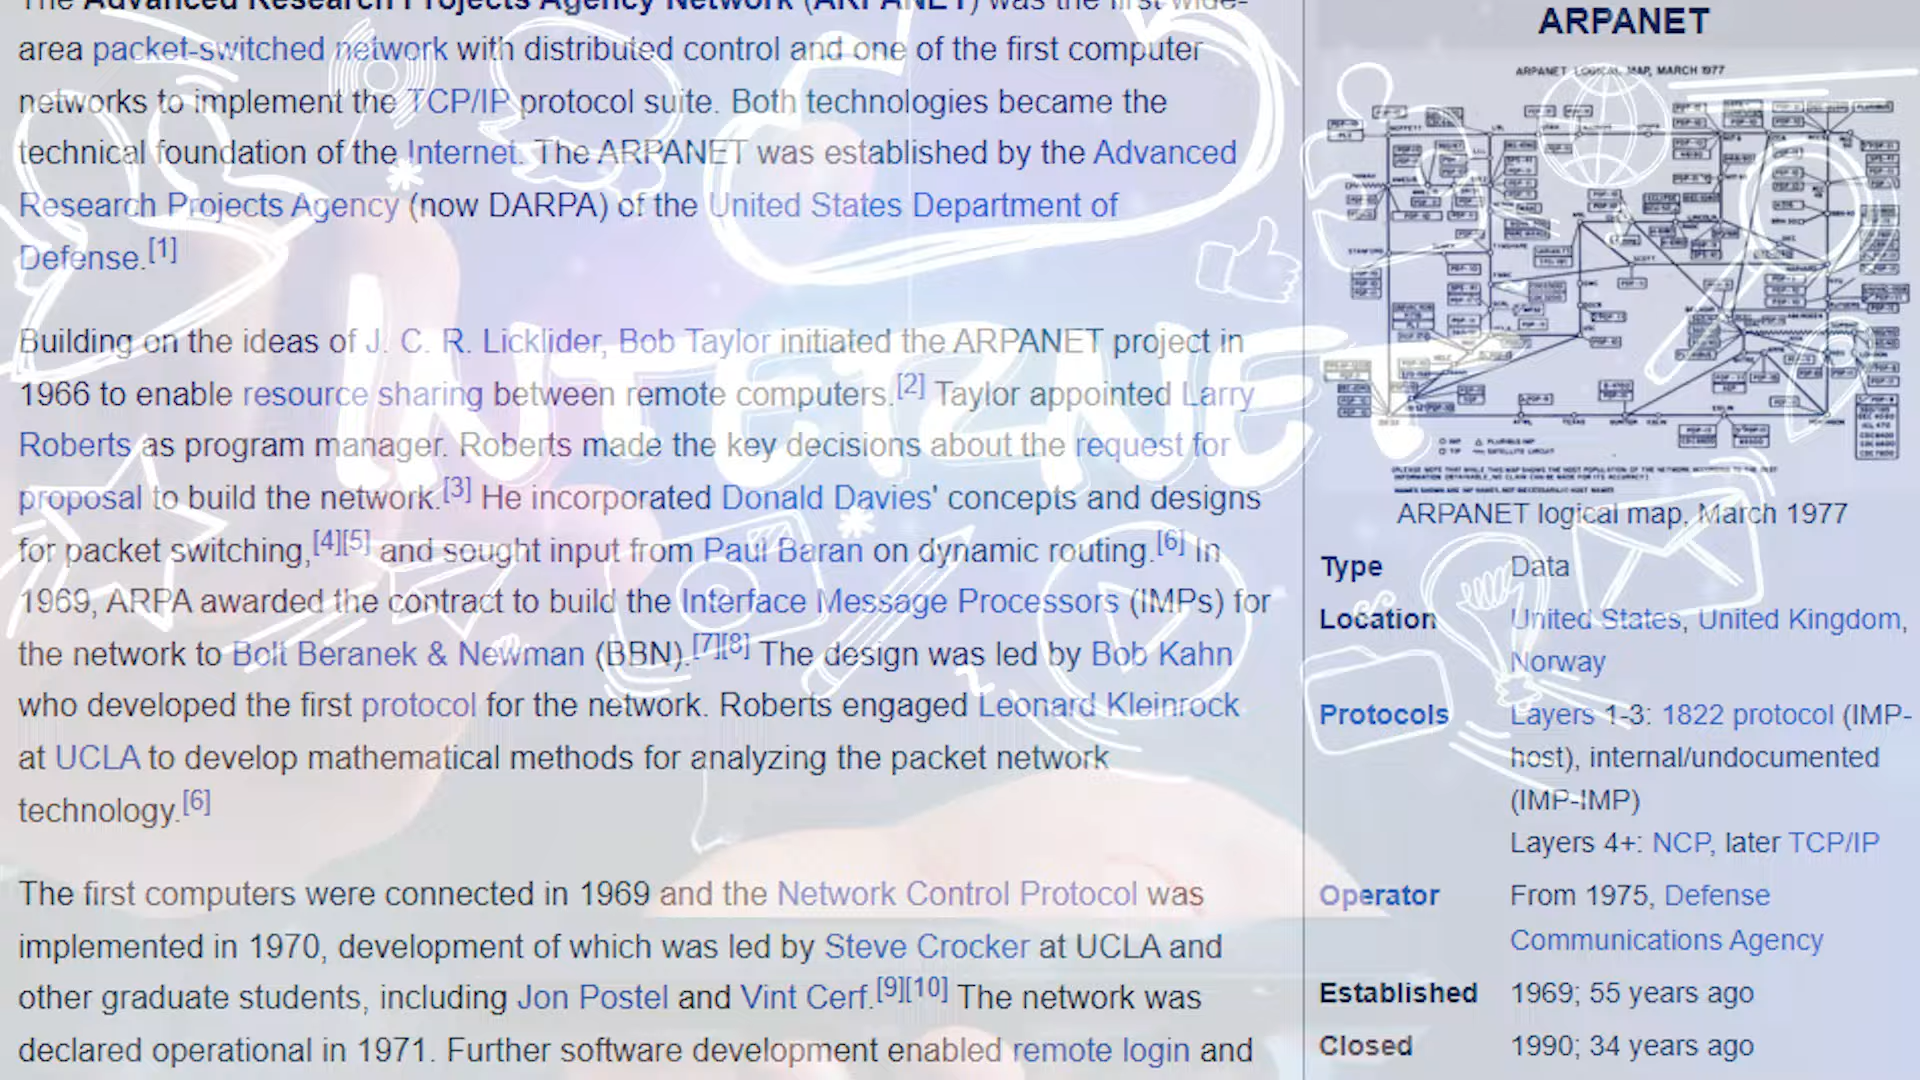 The Advanced Research Projects Agency Network (ARPANET) was the first wide-
area packet-switched network with distributed control and one of the first computer
networks to implement the TCP/IP protocol suite. Both technologies became the
technical foundation of the Internet. The ARPANET was established by the Advanced
Research Projects Agency (now DARPA) of the United States Department of
Defense.[1]
Building on the ideas of J. C. R. Licklider, Bob Taylor initiated the ARPANET project in
1966 to enable resource sharing between remote computers.[2] Taylor appointed Larry
Roberts as program manager. Roberts made the key decisions about the request for
proposal to build the network.[3] He incorporated Donald Davies' concepts and designs
for packet switching,[4][5] and sought input from Paul Baran on dynamic routing.[6] In
1969, ARPA awarded the contract to build the Interface Message Processors (IMPs) for
the network to Bolt Beranek & Newman (BBN).[7][8] The design was led by Bob Kahn
who developed the first protocol for the network. Roberts engaged Leonard Kleinrock
at UCLA to develop mathematical methods for analyzing the packet network
technology.[6]
The first computers were connected in 1969 and the Network Control Protocol was
implemented in 1970, development of which was led by Steve Crocker at UCLA and
other graduate students, including Jon Postel and Vint Cerf.[9][10] The network was
declared operational in 1971. Further software development enabled remote login and
INTERNET
ARPANET
ARPANET LOGICAL MAP, MARCH 1977
ARPANET logical map, March 1977
Type Data
Location United States, United Kingdom,
Norway
Protocols Layers 1-3: 1822 protocol (IMP-
host), internal/undocumented
(IMP-IMP)
Layers 4+: NCP, later TCP/IP
Operator From 1975, Defense
Communications Agency
Established 1969; 55 years ago
Closed 1990; 34 years ago